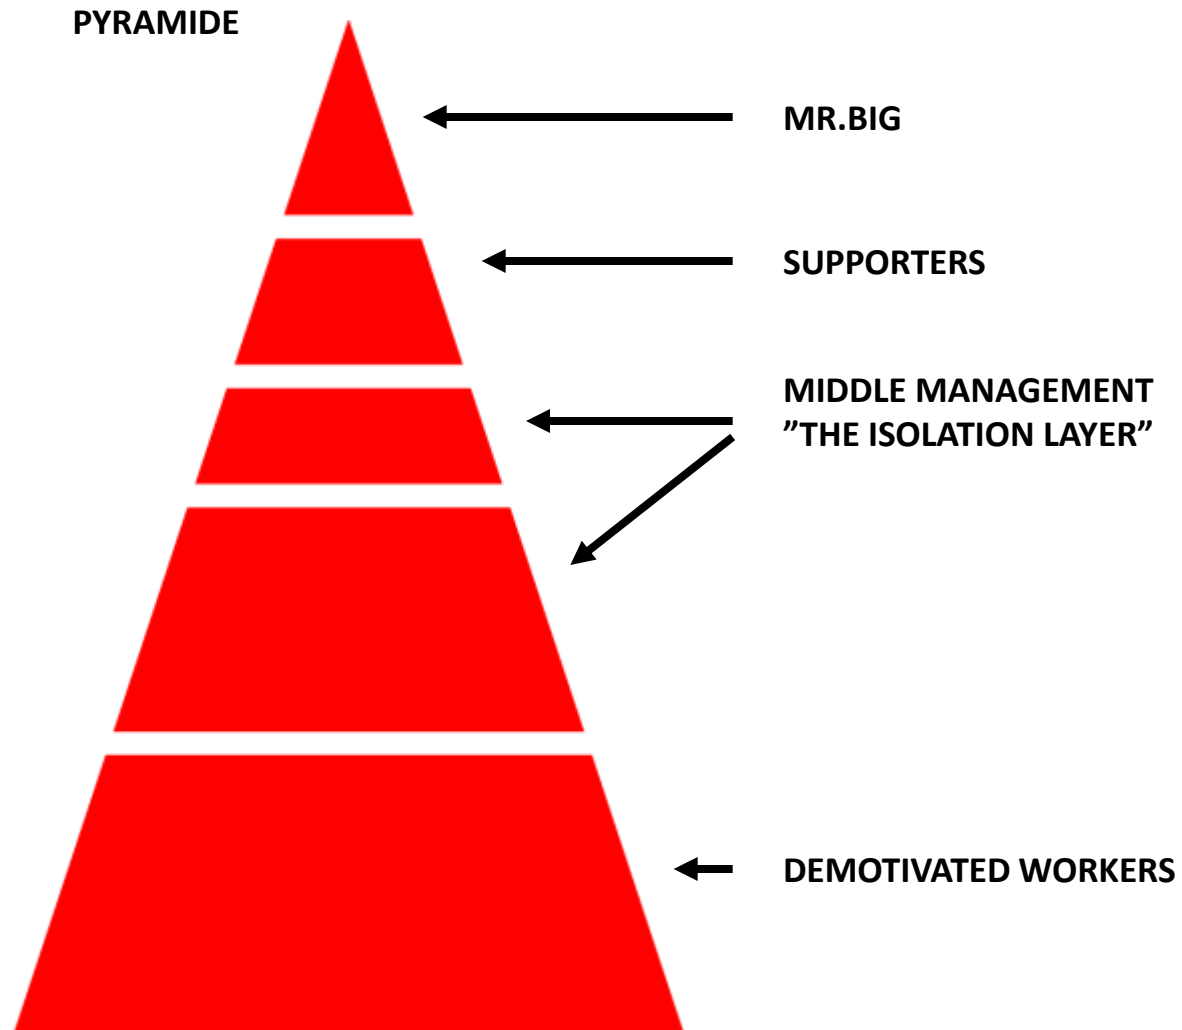 PYRAMIDE
MR.BIG
SUPPORTERS
MIDDLE MANAGEMENT
”THE ISOLATION LAYER”
DEMOTIVATED WORKERS